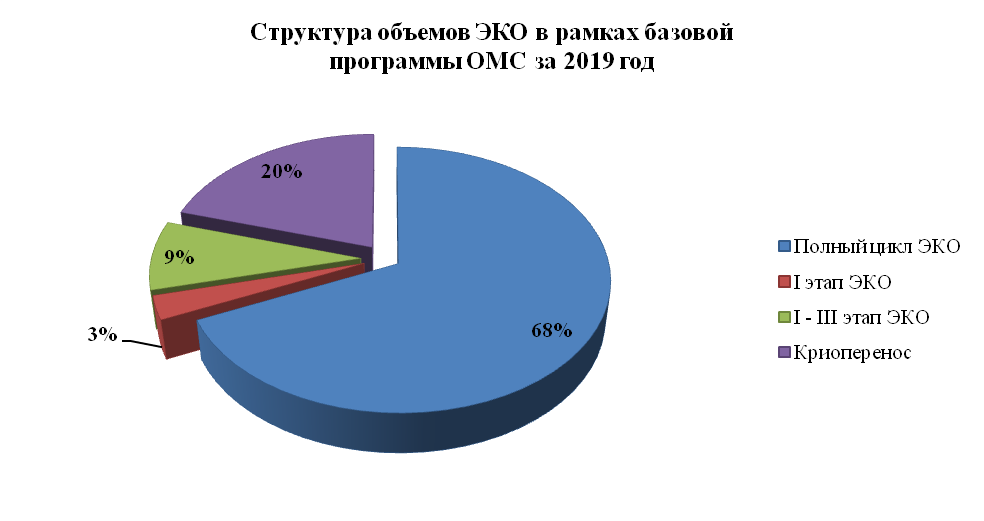 Структура объемов ЭКО в рамках базовой
программы ОМС за 2019 год
20%
9%
3%
68%
Полный цикл ЭКО
I этап ЭКО
I - III этап ЭКО
Криоперенос